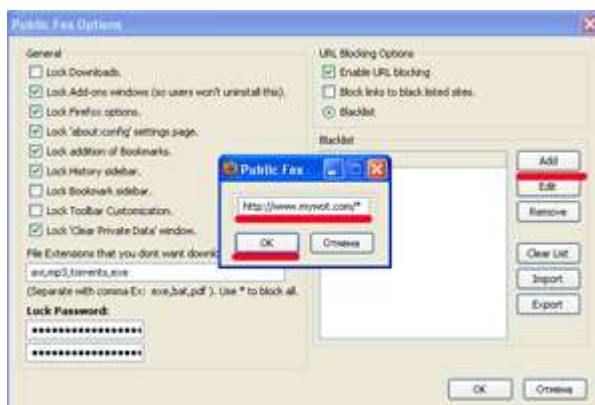 Public Fox Options
General
Lock Downloads.
Lock Add-ons windows (so users won't uninstall this).
Lock Firefox options.
Lock 'about:config' settings page.
Lock addition of Bookmarks.
Lock History sidebar.
Lock Bookmark sidebar.
Lock Toolbar Customization.
Lock 'Clear Private Data' window.
File Extensions that you dont want
avi,mp3,torrents,exe
(Separate with comma Ex: exe,bat,pdf ). Use * to block all.
Lock Password:
URL Blocking Options
Enable URL blocking
Block links to black listed sites.
Blacklist
Blacklist
Add
Edit
Remove
Clear List
Import
Export
Public Fox
http://www.mywot.com/*
OK
Отмена
OK
Отмена